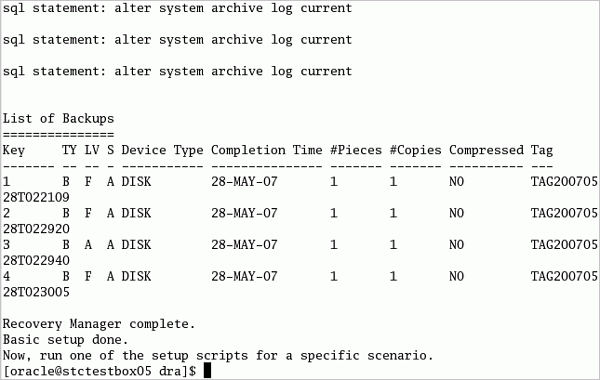 sql statement: alter system archive log current
sql statement: alter system archive log current
sql statement: alter system archive log current
List of Backups
===============
Key     TY LV S Device Type Completion Time #Pieces #Copies Compressed Tag
------- -- -- - ----------- --------------- ------- ------- ---------- ---
1       B  F  A DISK        28-MAY-07       1       1       NO         TAG200705
28T022109
2       B  F  A DISK        28-MAY-07       1       1       NO         TAG200705
28T022920
3       B  A  A DISK        28-MAY-07       1       1       NO         TAG200705
28T022940
4       B  F  A DISK        28-MAY-07       1       1       NO         TAG200705
28T023005
Recovery Manager complete.
Basic setup done.
Now, run one of the setup scripts for a specific scenario.
[oracle@stctestbox05 dra]$